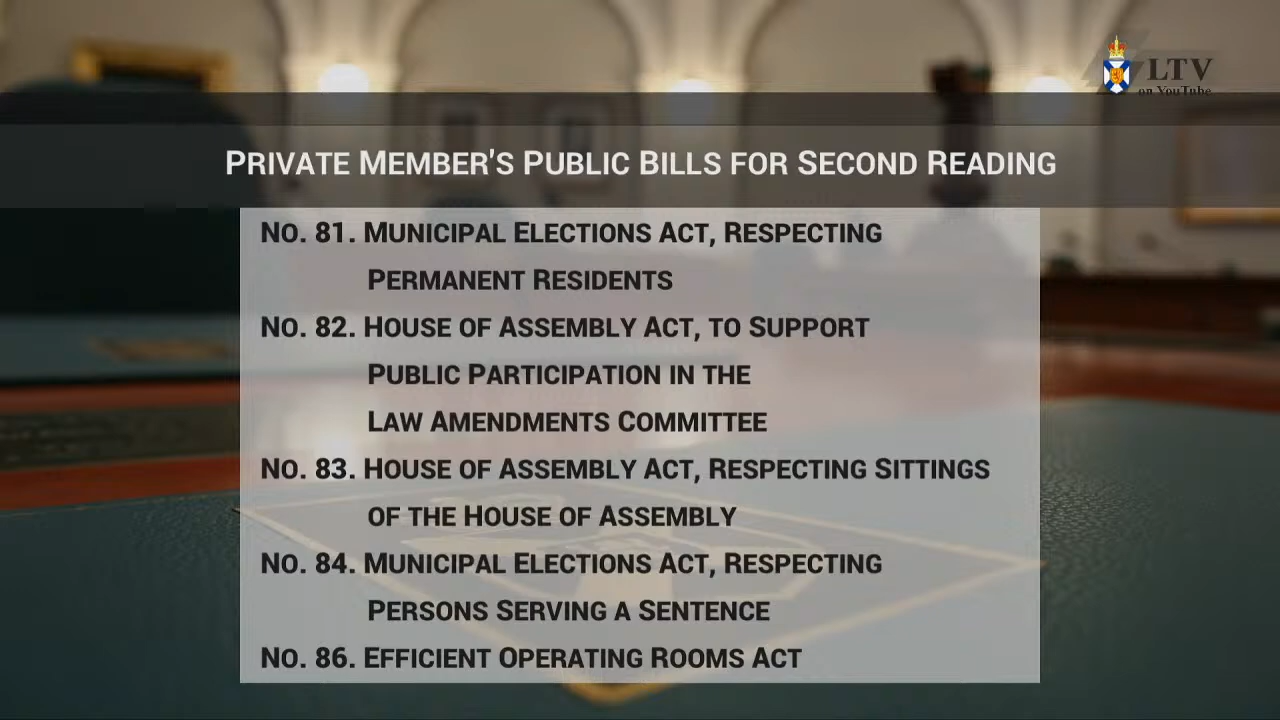 LTV
on YouTube
PRIVATE MEMBER'S PUBLIC BILLS FOR SECOND READING
NO. 81. MUNICIPAL ELECTIONS ACT, RESPECTING
PERMANENT RESIDENTS
NO. 82. HOUSE OF ASSEMBLY ACT, TO SUPPORT
PUBLIC PARTICIPATION IN THE
LAW AMENDMENTS COMMITTEE
NO. 83. HOUSE OF ASSEMBLY ACT, RESPECTING SITTINGS
OF THE HOUSE OF ASSEMBLY
NO. 84. MUNICIPAL ELECTIONS ACT, RESPECTING
PERSONS SERVING A SENTENCE
NO. 86. EFFICIENT OPERATING ROOMS ACT